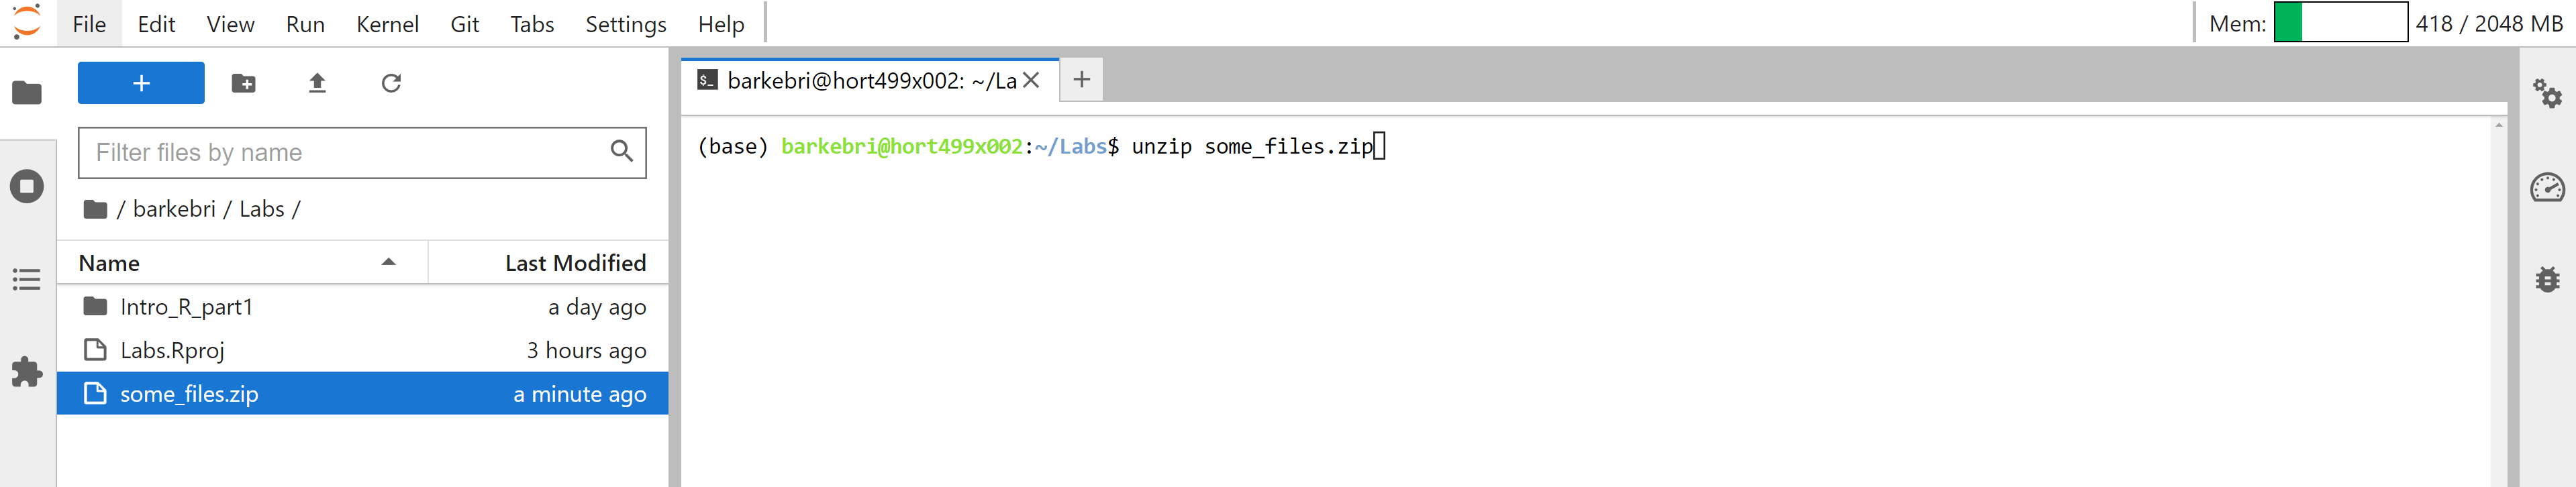 File Edit View Run Kernel Git Tabs Settings Help Mem: 418 / 2048 MB
+
Filter files by name
/ barkebri / Labs /
Name Last Modified
Intro_R_part1 a day ago
Labs.Rproj 3 hours ago
some_files.zip a minute ago
$_ barkebri@hort499x002: ~/La × +
(base) barkebri@hort499x002:~/Labs$ unzip some_files.zip